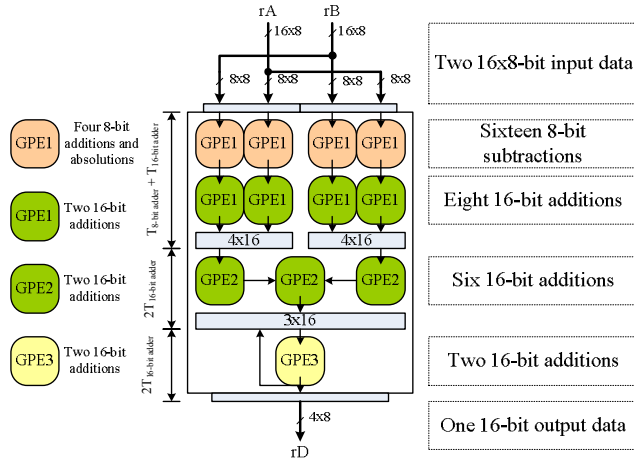 rA rB
16x8 16x8
8x8 8x8 8x8 8x8
Two 16x8-bit input data
GPE1
Four 8-bit
additions and
absolutions
T8-bit adder + T16-bit adder
GPE1 GPE1 GPE1 GPE1
Sixteen 8-bit
subtractions
GPE1
Two 16-bit
additions
GPE1 GPE1 GPE1 GPE1
Eight 16-bit additions
4x16 4x16
GPE2
Two 16-bit
additions
2T16-bit adder
GPE2 GPE2 GPE2
Six 16-bit additions
3x16
GPE3
Two 16-bit
additions
2T16-bit adder
GPE3
Two 16-bit additions
4x8
One 16-bit output data
rD